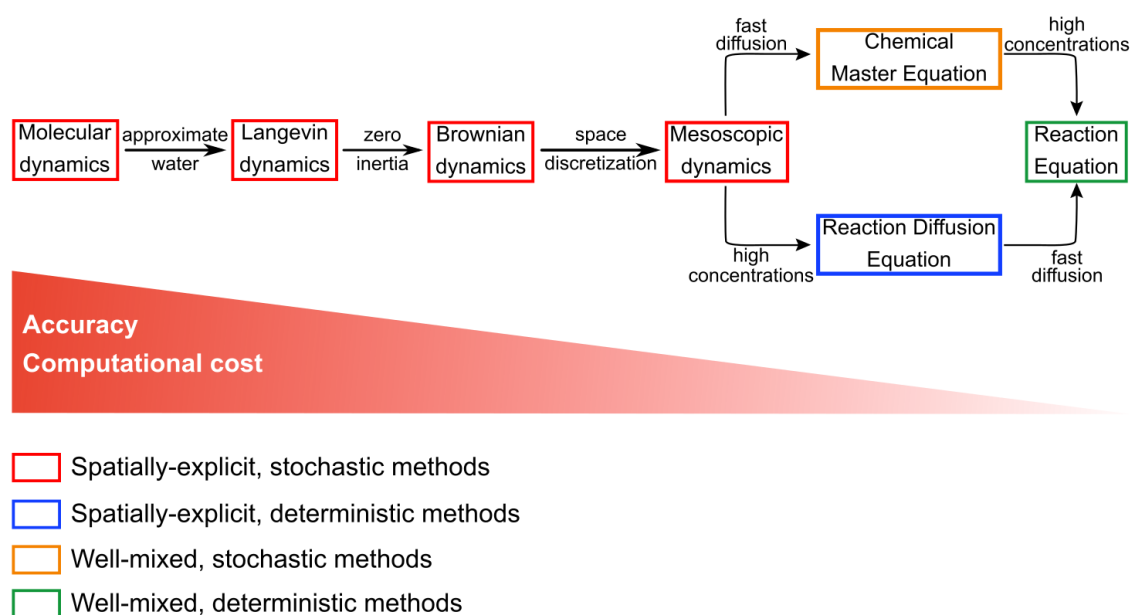 fast
diffusion
Chemical
Master Equation
high
concentrations
Molecular
dynamics
approximate
water
Langevin
dynamics
zero
inertia
Brownian
dynamics
space
discretization
Mesoscopic
dynamics
Reaction
Equation
high
concentrations
Reaction Diffusion
Equation
fast
diffusion
Accuracy
Computational cost
Spatially-explicit, stochastic methods
Spatially-explicit, deterministic methods
Well-mixed, stochastic methods
Well-mixed, deterministic methods